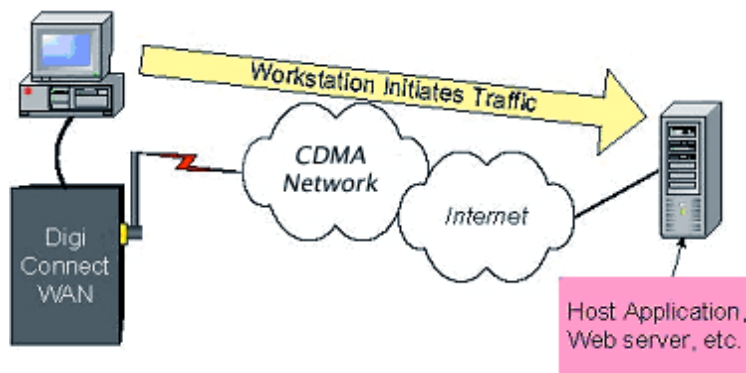 Workstation Initiates Traffic
CDMA
Network
Internet
Digi
Connect
WAN
Host Application,
Web server, etc.